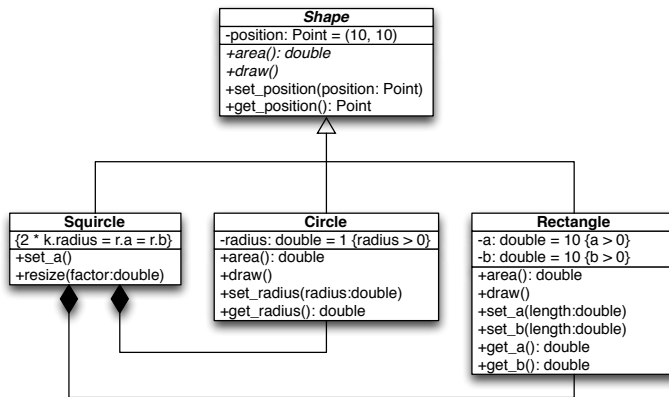 Shape
-position: Point = (10, 10)
+area(): double
+draw()
+set_position(position: Point)
+get_position(): Point
Squircle
{2 * k.radius = r.a = r.b}
+set_a()
+resize(factor:double)
Circle
-radius: double = 1 {radius > 0}
+area(): double
+draw()
+set_radius(radius:double)
+get_radius(): double
Rectangle
-a: double = 10 {a > 0}
-b: double = 10 {b > 0}
+area(): double
+draw()
+set_a(length:double)
+set_b(length:double)
+get_a(): double
+get_b(): double